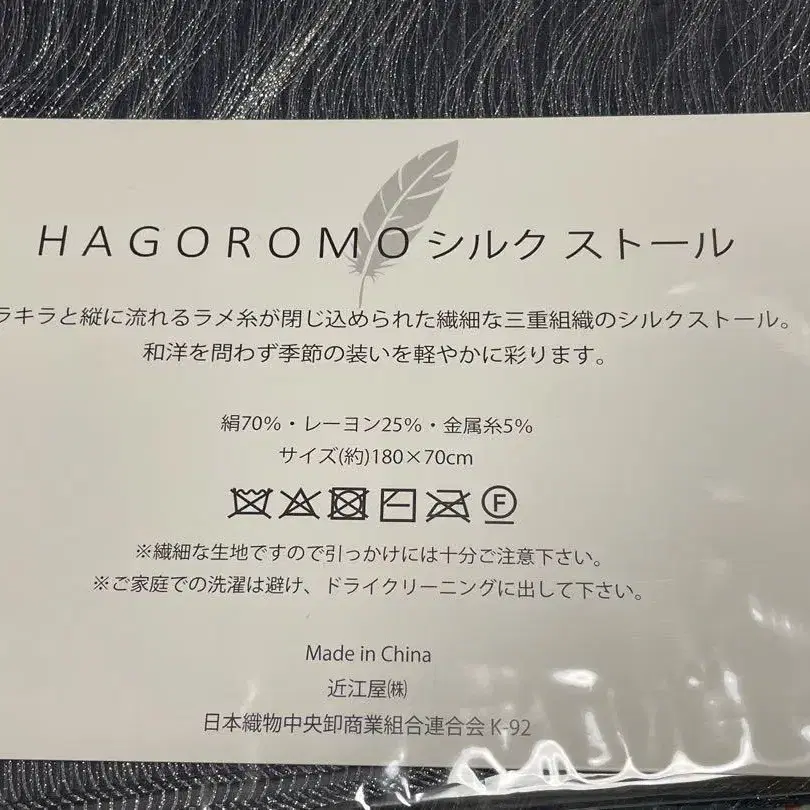 HAGOROMO シルク ストール
ラキラと縦に流れるラメ糸が閉じ込められた繊細な三重組織のシルクストール。
和洋を問わず季節の装いを軽やかに彩ります。
絹70%・レーヨン25%・金属糸5%
サイズ(約)180×70cm
F
※繊細な生地ですので引っかけには十分ご注意下さい。
※ご家庭での洗濯は避け、ドライクリーニングに出して下さい。
Made in China
近江屋㈱
日本織物中央卸商業組合連合会 K-92